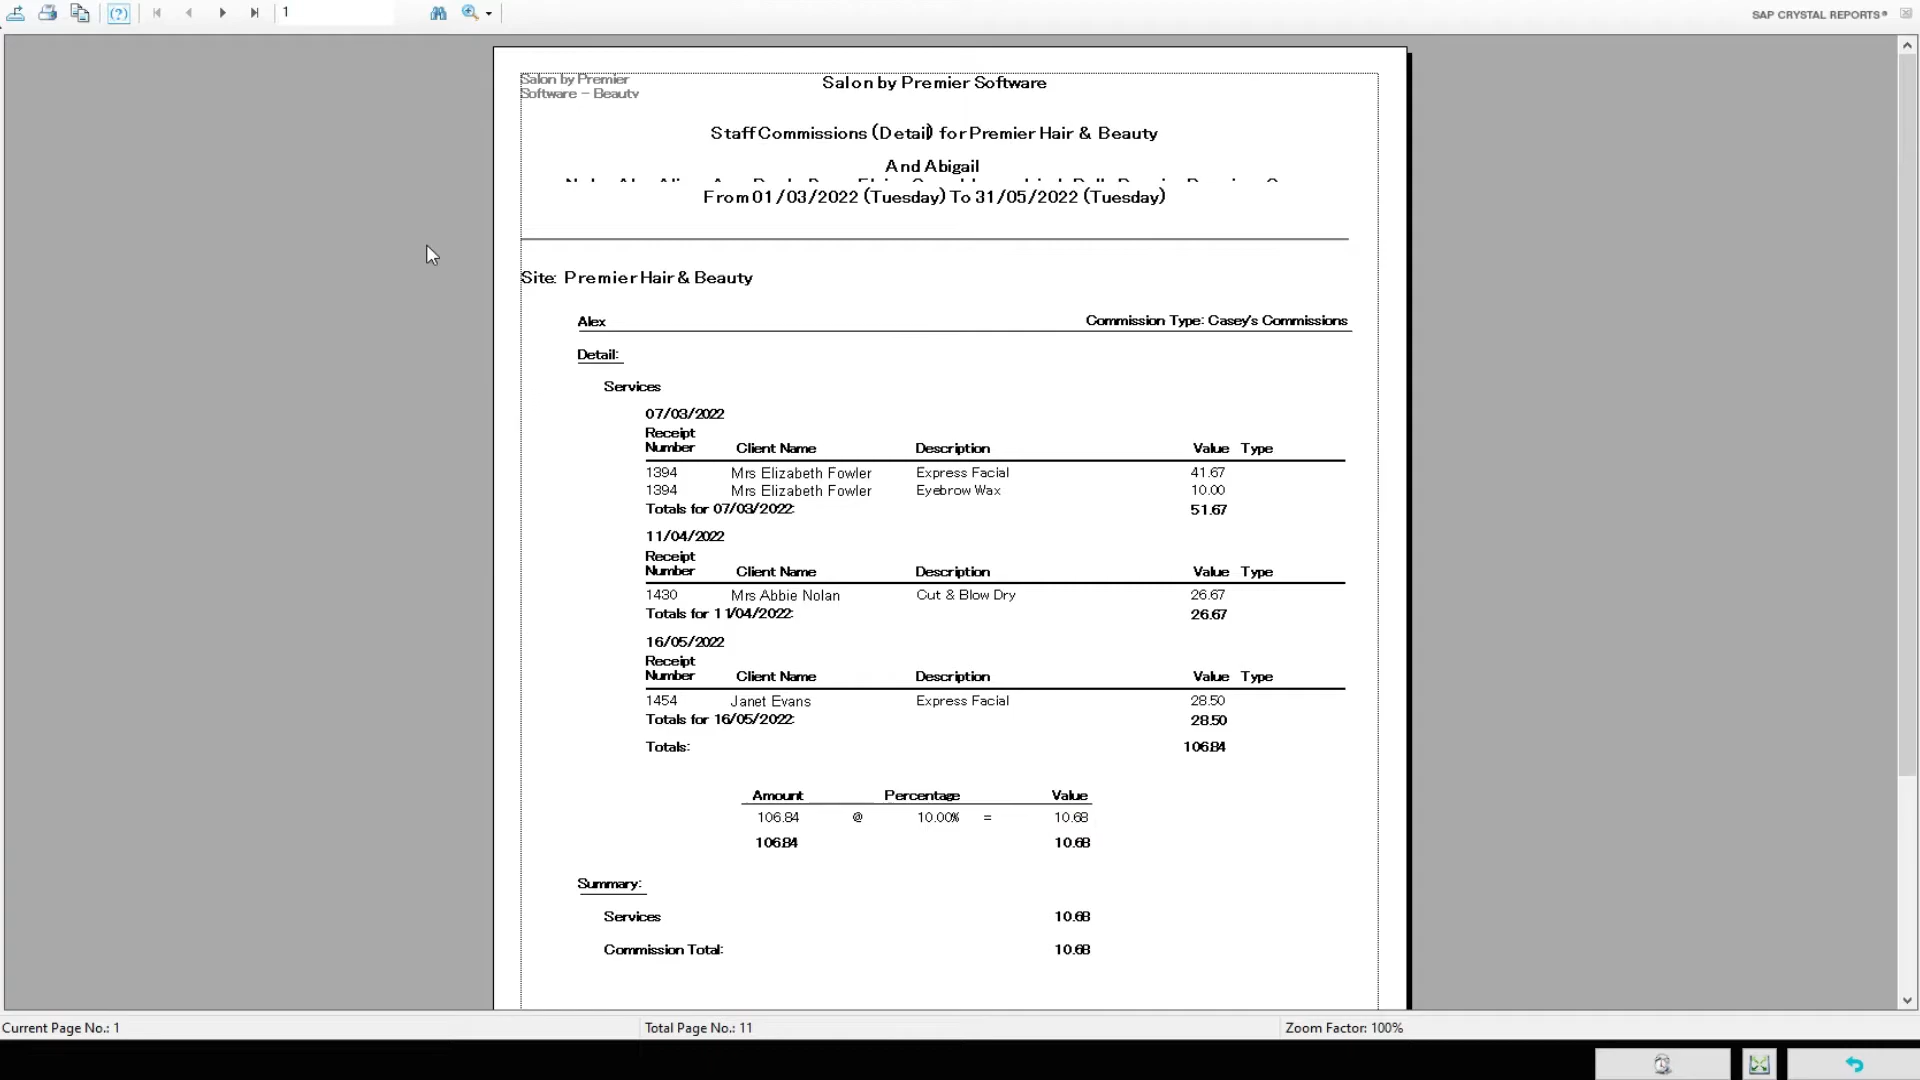 1
SAP CRYSTAL REPORTS®
Salon by Premier
Software - Beauty
Salon by Premier Software
Staff Commissions (Detail) for Premier Hair & Beauty
And Abigail
From 01/03/2022 (Tuesday) To 31/05/2022 (Tuesday)
Site: Premier Hair & Beauty
Alex Commission Type: Casey's Commissions
Detail:
Services
07/03/2022
Receipt
Number Client Name Description Value Type
1394 Mrs Elizabeth Fowler Express Facial 41.67
1394 Mrs Elizabeth Fowler Eyebrow Wax 10.00
Totals for 07/03/2022: 51.67
11/04/2022
Receipt
Number Client Name Description Value Type
1430 Mrs Abbie Nolan Cut & Blow Dry 26.67
Totals for 11/04/2022: 26.67
16/05/2022
Receipt
Number Client Name Description Value Type
1454 Janet Evans Express Facial 28.50
Totals for 16/05/2022: 28.50
Totals: 106.84
Amount Percentage Value
106.84 @ 10.00% = 10.68
106.84 10.68
Summary:
Services 10.68
Commission Total: 10.68
Current Page No.: 1 Total Page No.: 11 Zoom Factor: 100%